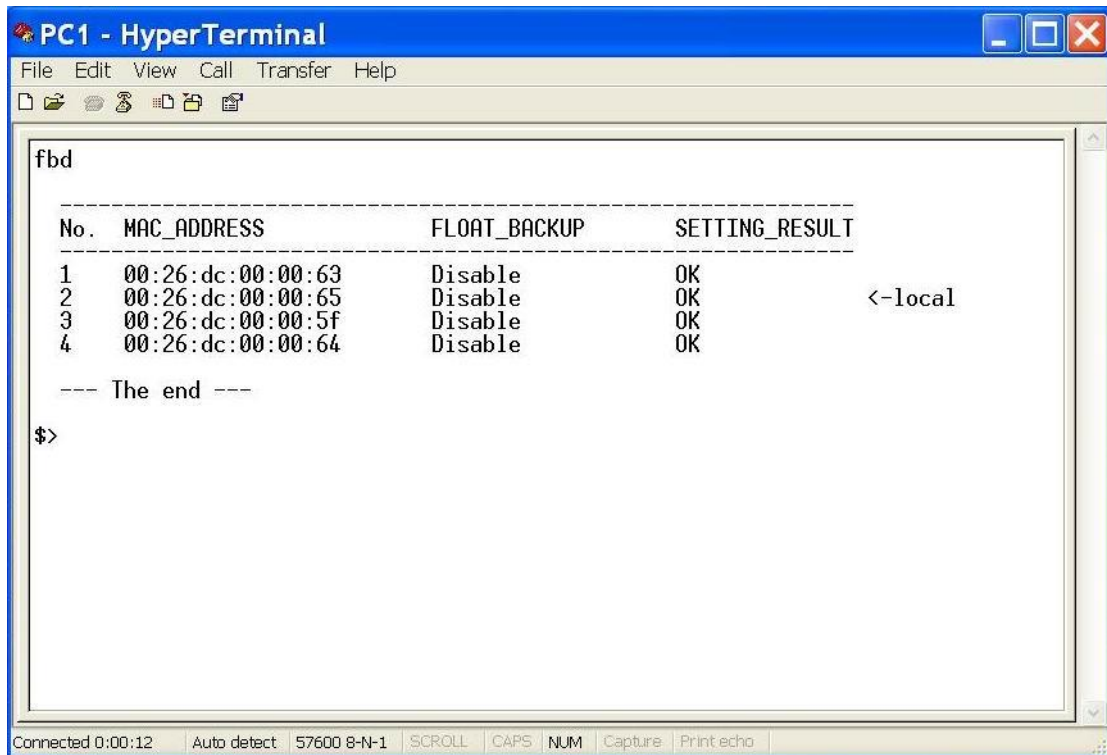 PC1 - HyperTerminal
File Edit View Call Transfer Help
fbd
No. MAC_ADDRESS FLOAT_BACKUP SETTING_RESULT
1 00:26:dc:00:00:63 Disable OK
2 00:26:dc:00:00:65 Disable OK <-local
3 00:26:dc:00:00:5f Disable OK
4 00:26:dc:00:00:64 Disable OK
--- The end ---
$>
Connected 0:00:12 Auto detect 57600 8-N-1 SCROLL CAPS NUM Capture Print echo